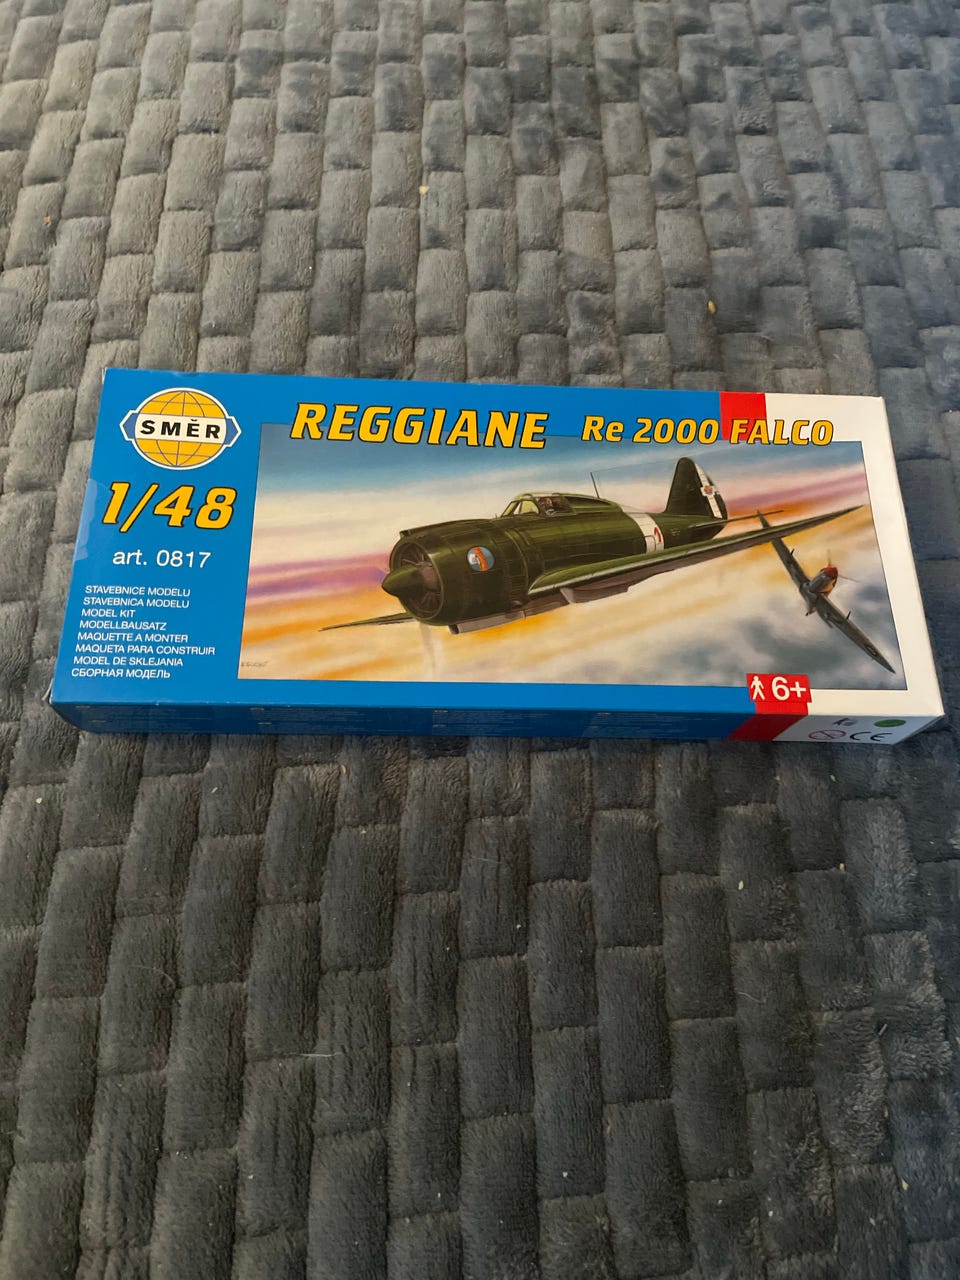 SMĚR
REGGIANE Re 2000 FALCO
1/48
art. 0817
STAVEBNICE MODELU
STAVEBNICA MODELU
MODEL KIT
MODELLBAUSATZ
MAQUETTE A MONTER
MAQUETA PARA CONSTRUIR
MODEL DE SKLEJANIA
СБОРНАЯ МОДЕЛЬ
6+
CE